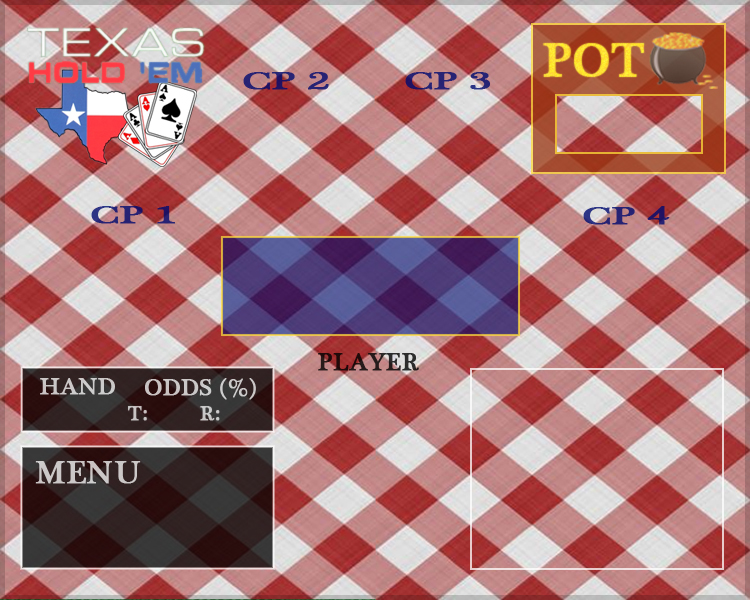 TEXAS
HOLD 'EM
CP 2
CP 3
POT
A
A
A
A
CP 1
CP 4
PLAYER
HAND
ODDS (%)
T:
R:
MENU